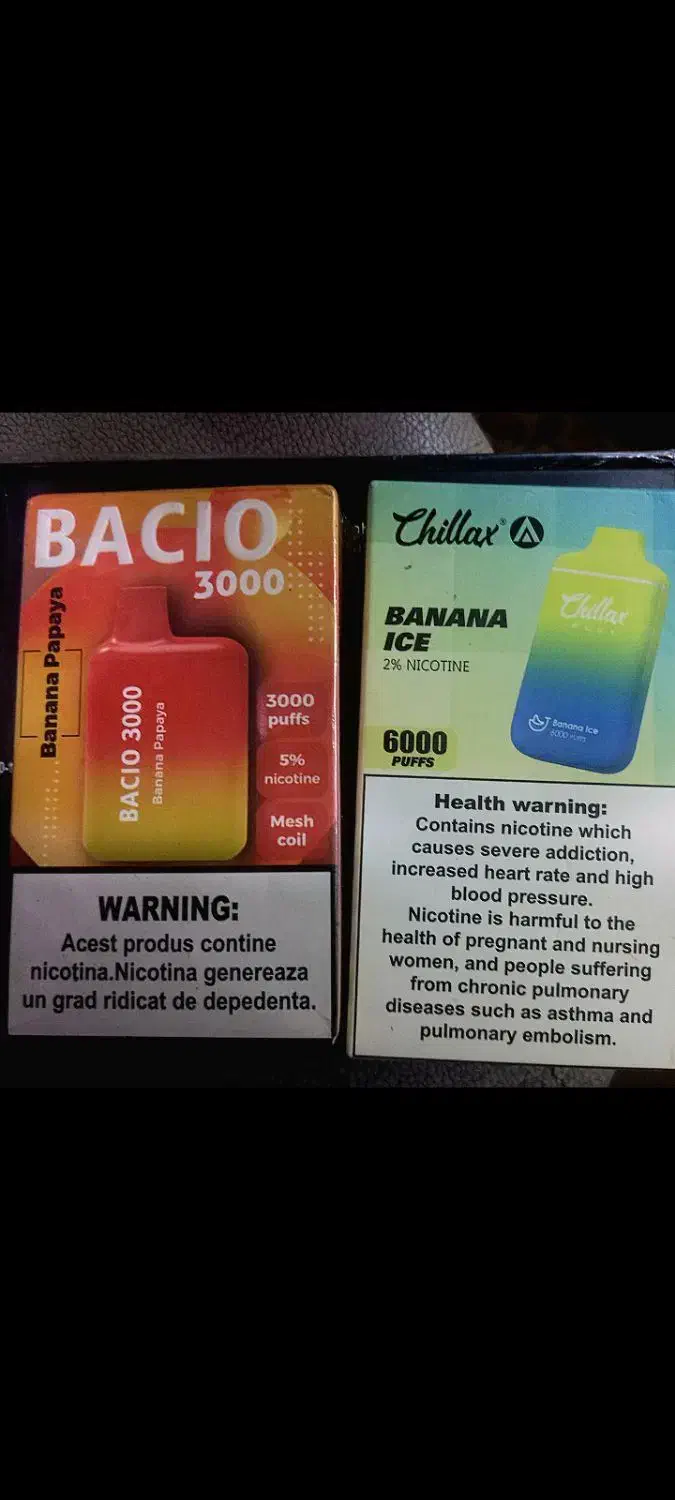 BACIO
3000
Banana Papaya
BACIO 3000
Banana Papaya
3000
puffs
5%
nicotine
Mesh
coil
WARNING:
Acest produs contine
nicotina.Nicotina genereaza
un grad ridicat de depedenta.
Chillax®
BANANA
ICE
2% NICOTINE
6000
PUFFS
Chillax
Banana Ice
6000 PUFFS
Health warning:
Contains nicotine which
causes severe addiction,
increased heart rate and high
blood pressure.
Nicotine is harmful to the
health of pregnant and nursing
women, and people suffering
from chronic pulmonary
diseases such as asthma and
pulmonary embolism.